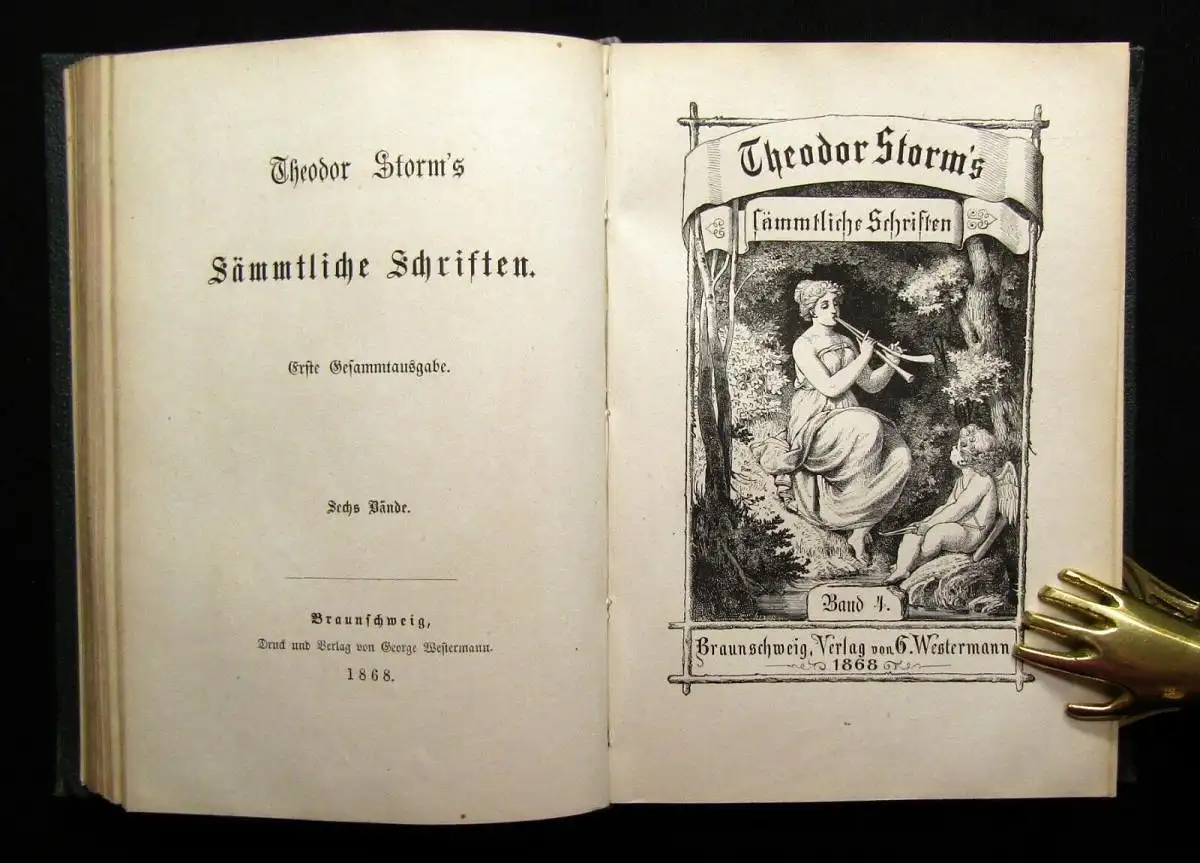 Theodor Storm's
Sämmtliche Schriften.
Erste Gesammtausgabe.
Sechs Bände.
Braunschweig,
Druck und Verlag von George Westermann.
1868.
Theodor Storm's
sämmtliche Schriften
Band 4.
Braunschweig, Verlag von G. Westermann
1868